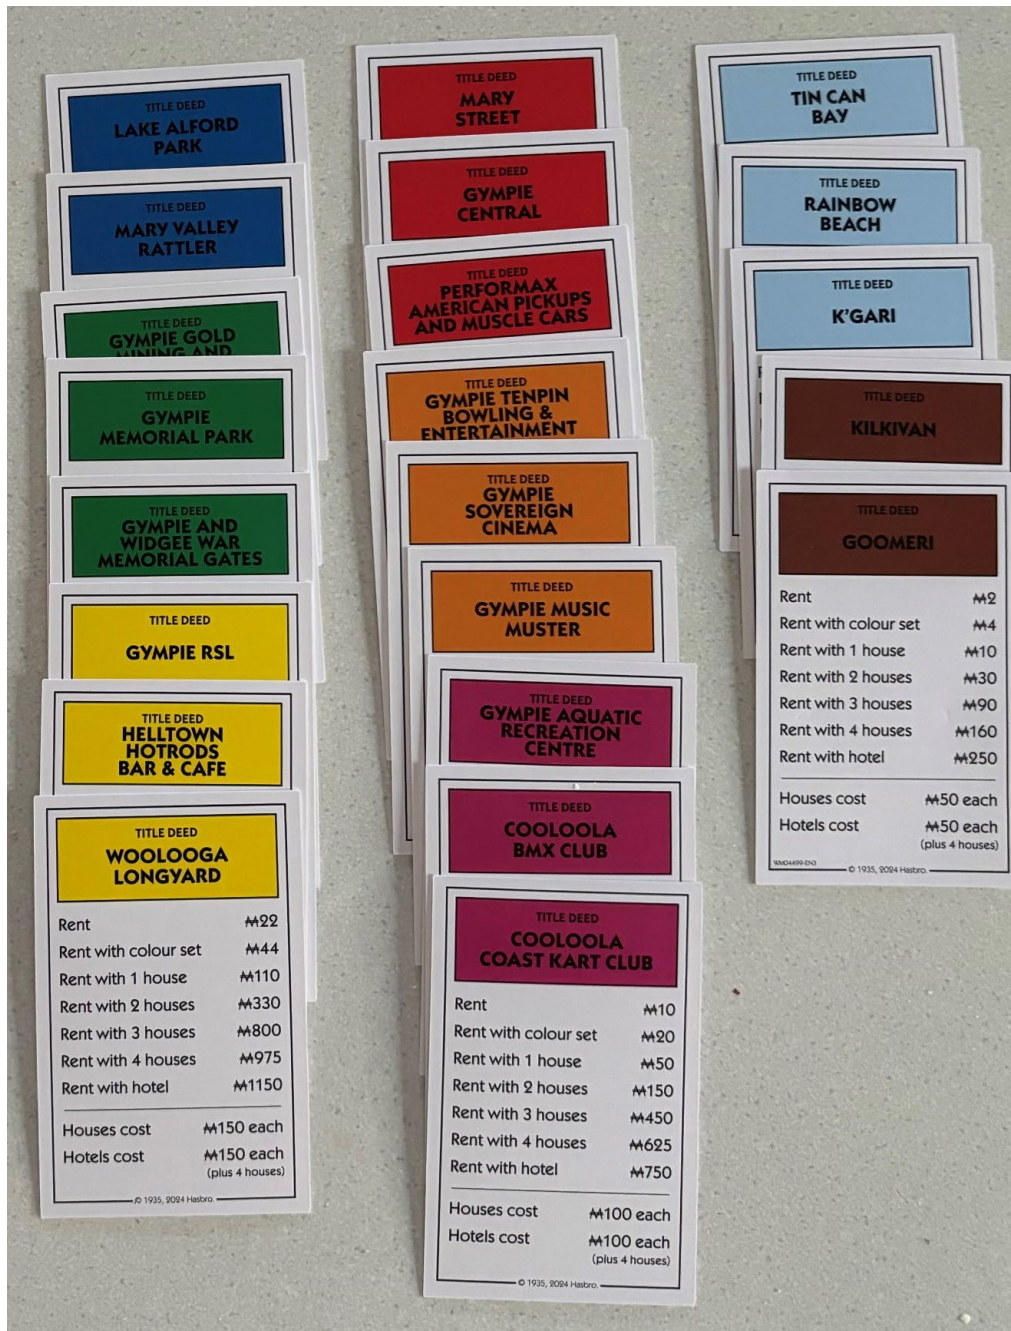 TITLE DEED
LAKE ALFORD
PARK
TITLE DEED
MARY VALLEY
RATTLER
TITLE DEED
GYMPIE GOLD
MINING AND
TITLE DEED
GYMPIE
MEMORIAL PARK
TITLE DEED
GYMPIE AND
WIDGEE WAR
MEMORIAL GATES
TITLE DEED
GYMPIE RSL
TITLE DEED
HELLTOWN
HOTRODS
BAR & CAFE
TITLE DEED
WOOLOOGA
LONGYARD
Rent ₩22
Rent with colour set ₩44
Rent with 1 house ₩110
Rent with 2 houses ₩330
Rent with 3 houses ₩800
Rent with 4 houses ₩975
Rent with hotel ₩1150
Houses cost ₩150 each
Hotels cost ₩150 each
(plus 4 houses)
© 1935, 2024 Hasbro.
TITLE DEED
MARY
STREET
TITLE DEED
GYMPIE
CENTRAL
TITLE DEED
PERFORMAX
AMERICAN PICKUPS
AND MUSCLE CARS
TITLE DEED
GYMPIE TENPIN
BOWLING &
ENTERTAINMENT
TITLE DEED
GYMPIE
SOVEREIGN
CINEMA
TITLE DEED
GYMPIE MUSIC
MUSTER
TITLE DEED
GYMPIE AQUATIC
RECREATION
CENTRE
TITLE DEED
COOLOOLA
BMX CLUB
TITLE DEED
COOLOOLA
COAST KART CLUB
Rent ₩10
Rent with colour set ₩20
Rent with 1 house ₩50
Rent with 2 houses ₩150
Rent with 3 houses ₩450
Rent with 4 houses ₩625
Rent with hotel ₩750
Houses cost ₩100 each
Hotels cost ₩100 each
(plus 4 houses)
© 1935, 2024 Hasbro.
TITLE DEED
TIN CAN
BAY
TITLE DEED
RAINBOW
BEACH
TITLE DEED
K'GARI
TITLE DEED
KILKIVAN
TITLE DEED
GOOMERI
Rent ₩2
Rent with colour set ₩4
Rent with 1 house ₩10
Rent with 2 houses ₩30
Rent with 3 houses ₩90
Rent with 4 houses ₩160
Rent with hotel ₩250
Houses cost ₩50 each
Hotels cost ₩50 each
(plus 4 houses)
WM04499-EN3
© 1935, 2024 Hasbro.